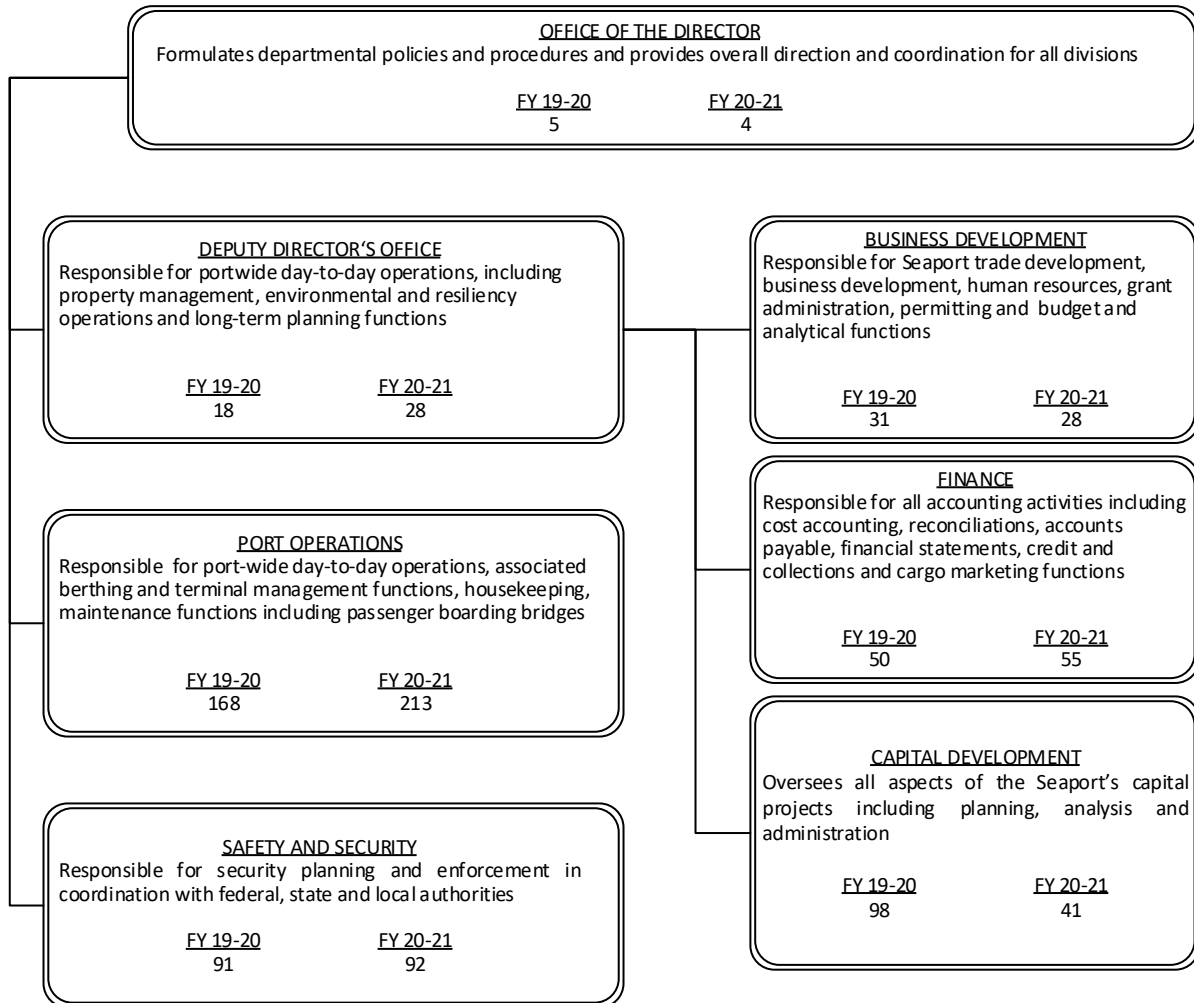 OFFICE OF THE DIRECTOR
Formulates departmental policies and procedures and provides overall direction and coordination for all divisions
FY 19-20 FY 20-21
5 4
DEPUTY DIRECTOR‘S OFFICE
Responsible for portwide day-to-day operations, including
property management, environmental and resiliency
operations and long-term planning functions
FY 19-20 FY 20-21
18 28
BUSINESS DEVELOPMENT
Responsible for Seaport trade development,
business development, human resources, grant
administration, permitting and budget and
analytical functions
FY 19-20 FY 20-21
31 28
FINANCE
Responsible for all accounting activities including
cost accounting, reconciliations, accounts
payable, financial statements, credit and
collections and cargo marketing functions
FY 19-20 FY 20-21
50 55
PORT OPERATIONS
Responsible for port-wide day-to-day operations, associated
berthing and terminal management functions, housekeeping,
maintenance functions including passenger boarding bridges
FY 19-20 FY 20-21
168 213
CAPITAL DEVELOPMENT
Oversees all aspects of the Seaport’s capital
projects including planning, analysis and
administration
FY 19-20 FY 20-21
98 41
SAFETY AND SECURITY
Responsible for security planning and enforcement in
coordination with federal, state and local authorities
FY 19-20 FY 20-21
91 92